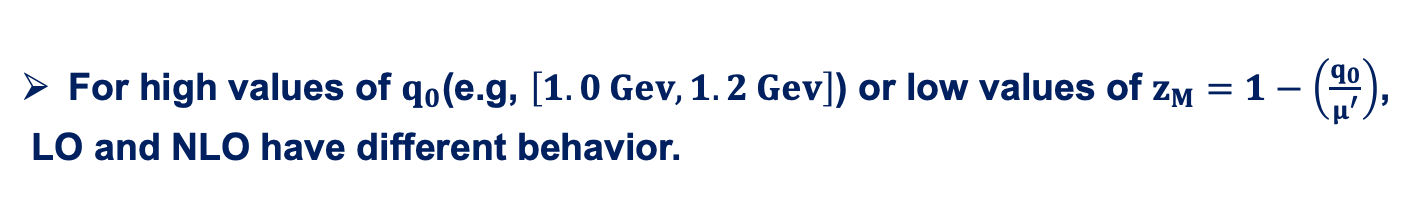 ➢ For high values of q₀(e.g, [1.0 Gev, 1.2 Gev]) or low values of z_M = 1 − (q₀/μ′),
LO and NLO have different behavior.